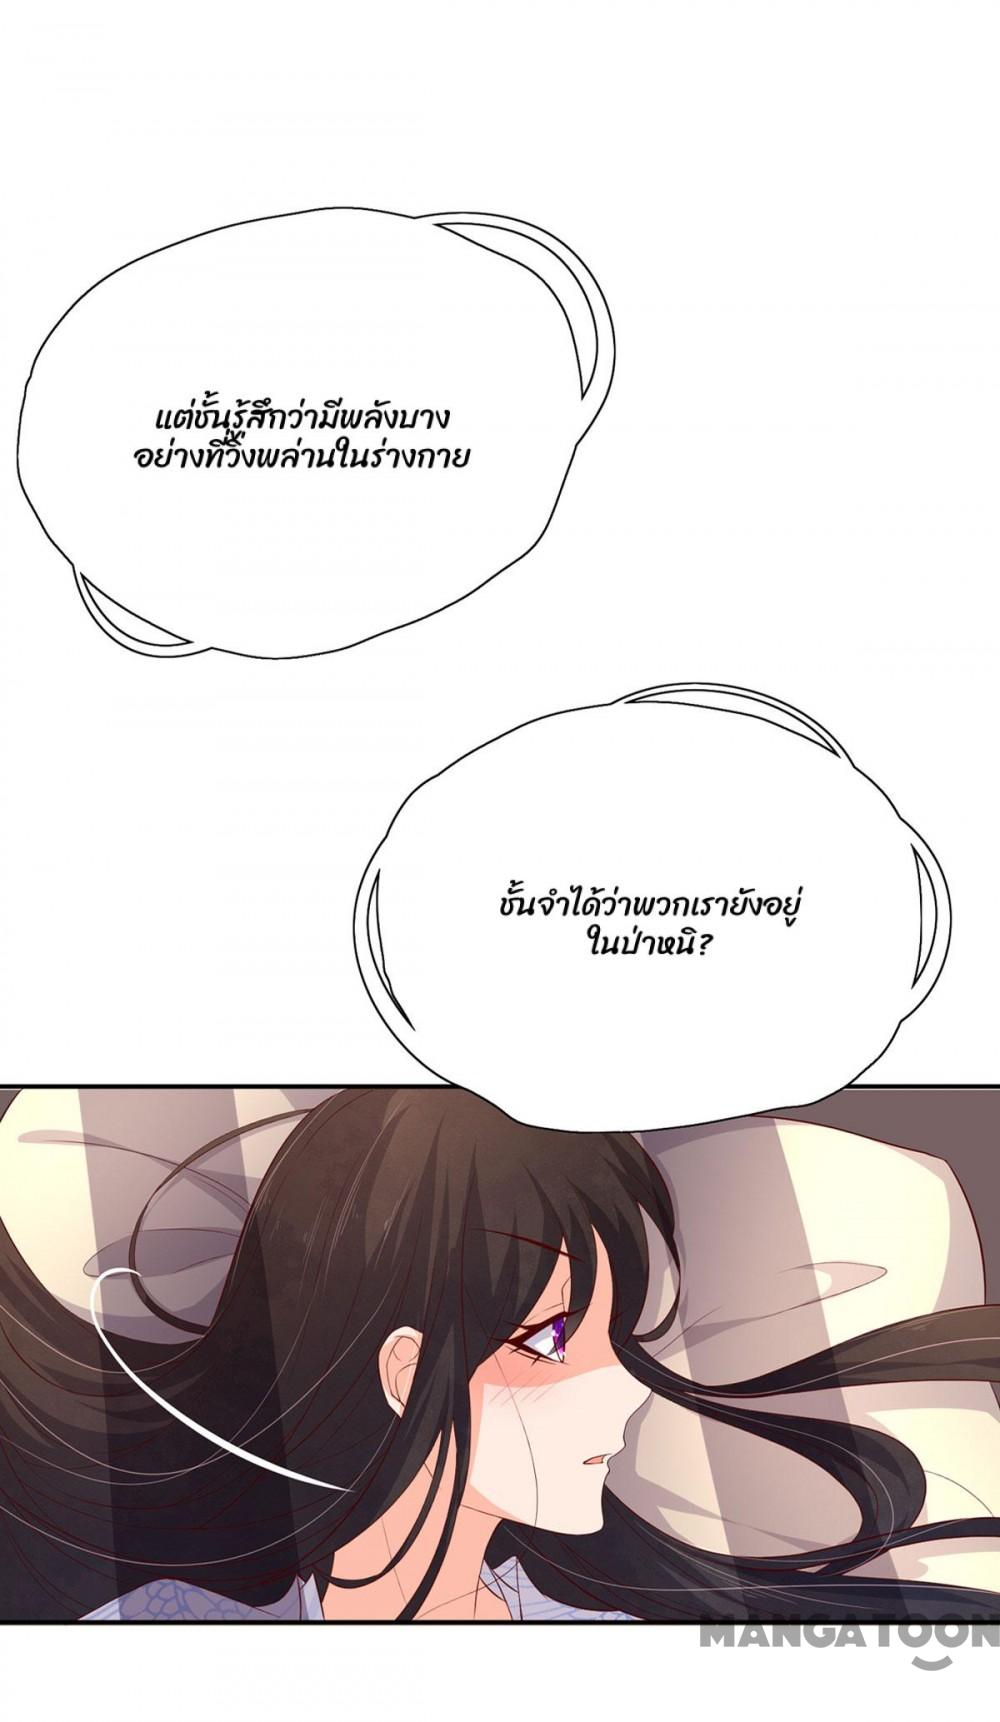 แต่ชั้นรู้สึกว่ามีพลังบาง
อย่างที่วิ่งพล่านในร่างกาย
ชั้นจำได้ว่าพวกเรายังอยู่
ในป่าหนิ?
MANGATOON